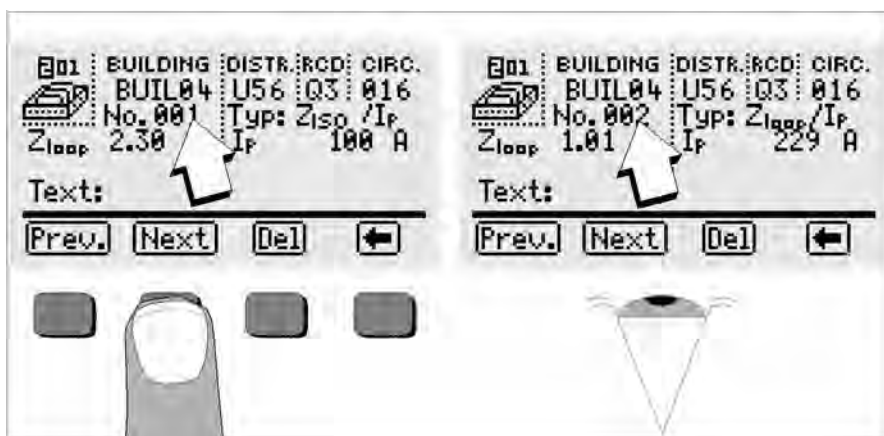 201 BUILDING DISTR. RCD CIRC.
BUIL04 U56 Q3 016
No. 001 Typ: ZISO /IP
Zloop 2.30 IP 100 A
Text:
Prev. Next Del ←
201 BUILDING DISTR. RCD CIRC.
BUIL04 U56 Q3 016
No. 002 Typ: Zloop/IP
Zloop 1.01 IP 229 A
Text:
Prev. Next Del ←